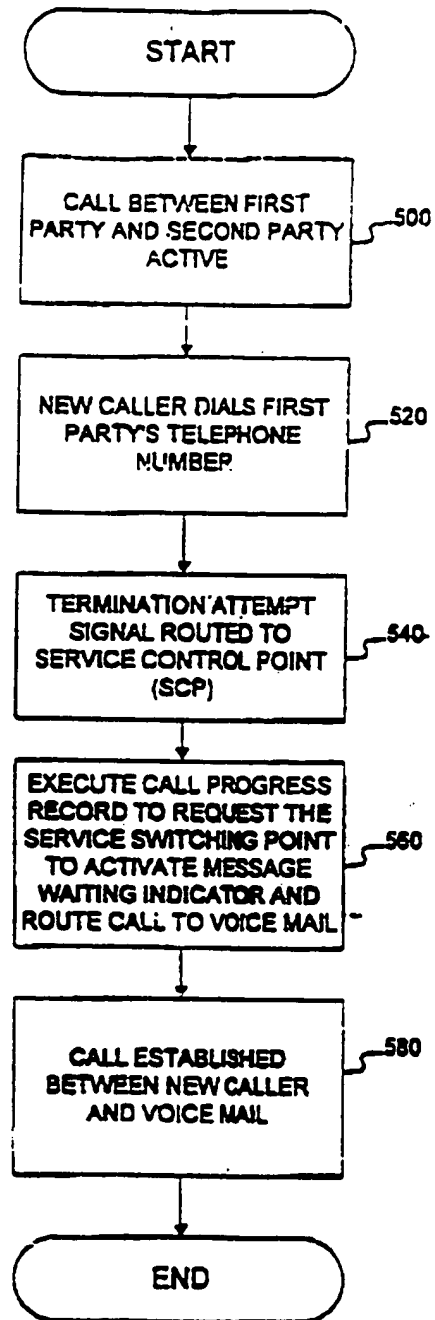 START
CALL BETWEEN FIRST
PARTY AND SECOND PARTY
ACTIVE
500
NEW CALLER DIALS FIRST
PARTY'S TELEPHONE
NUMBER
520
TERMINATION ATTEMPT
SIGNAL ROUTED TO
SERVICE CONTROL POINT
(SCP)
540
EXECUTE CALL PROGRESS
RECORD TO REQUEST THE
SERVICE SWITCHING POINT
TO ACTIVATE MESSAGE
WAITING INDICATOR AND
ROUTE CALL TO VOICE MAIL
560
CALL ESTABLISHED
BETWEEN NEW CALLER
AND VOICE MAIL
580
END